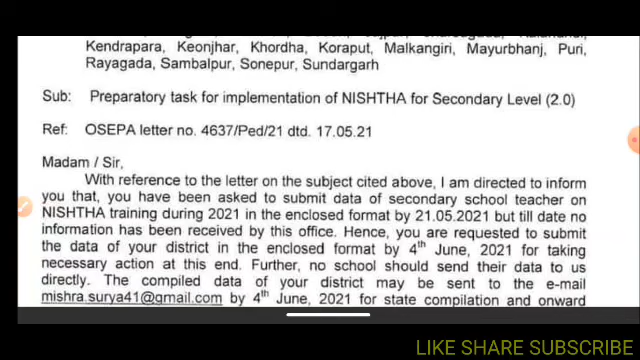 Kendrapara, Keonjhar, Khordha, Koraput, Malkangiri, Mayurbhanj, Puri,
Rayagada, Sambalpur, Sonepur, Sundargarh
Sub: Preparatory task for implementation of NISHTHA for Secondary Level (2.0)
Ref: OSEPA letter no. 4637/Ped/21 dtd. 17.05.21
Madam / Sir,
With reference to the letter on the subject cited above, I am directed to inform
you that, you have been asked to submit data of secondary school teacher on
NISHTHA training during 2021 in the enclosed format by 21.05.2021 but till date no
information has been received by this office. Hence, you are requested to submit
the data of your district in the enclosed format by 4th June, 2021 for taking
necessary action at this end. Further, no school should send their data to us
directly. The compiled data of your district may be sent to the e-mail
mishra.surya41@gmail.com by 4th June, 2021 for state compilation and onward
LIKE SHARE SUBSCRIBE